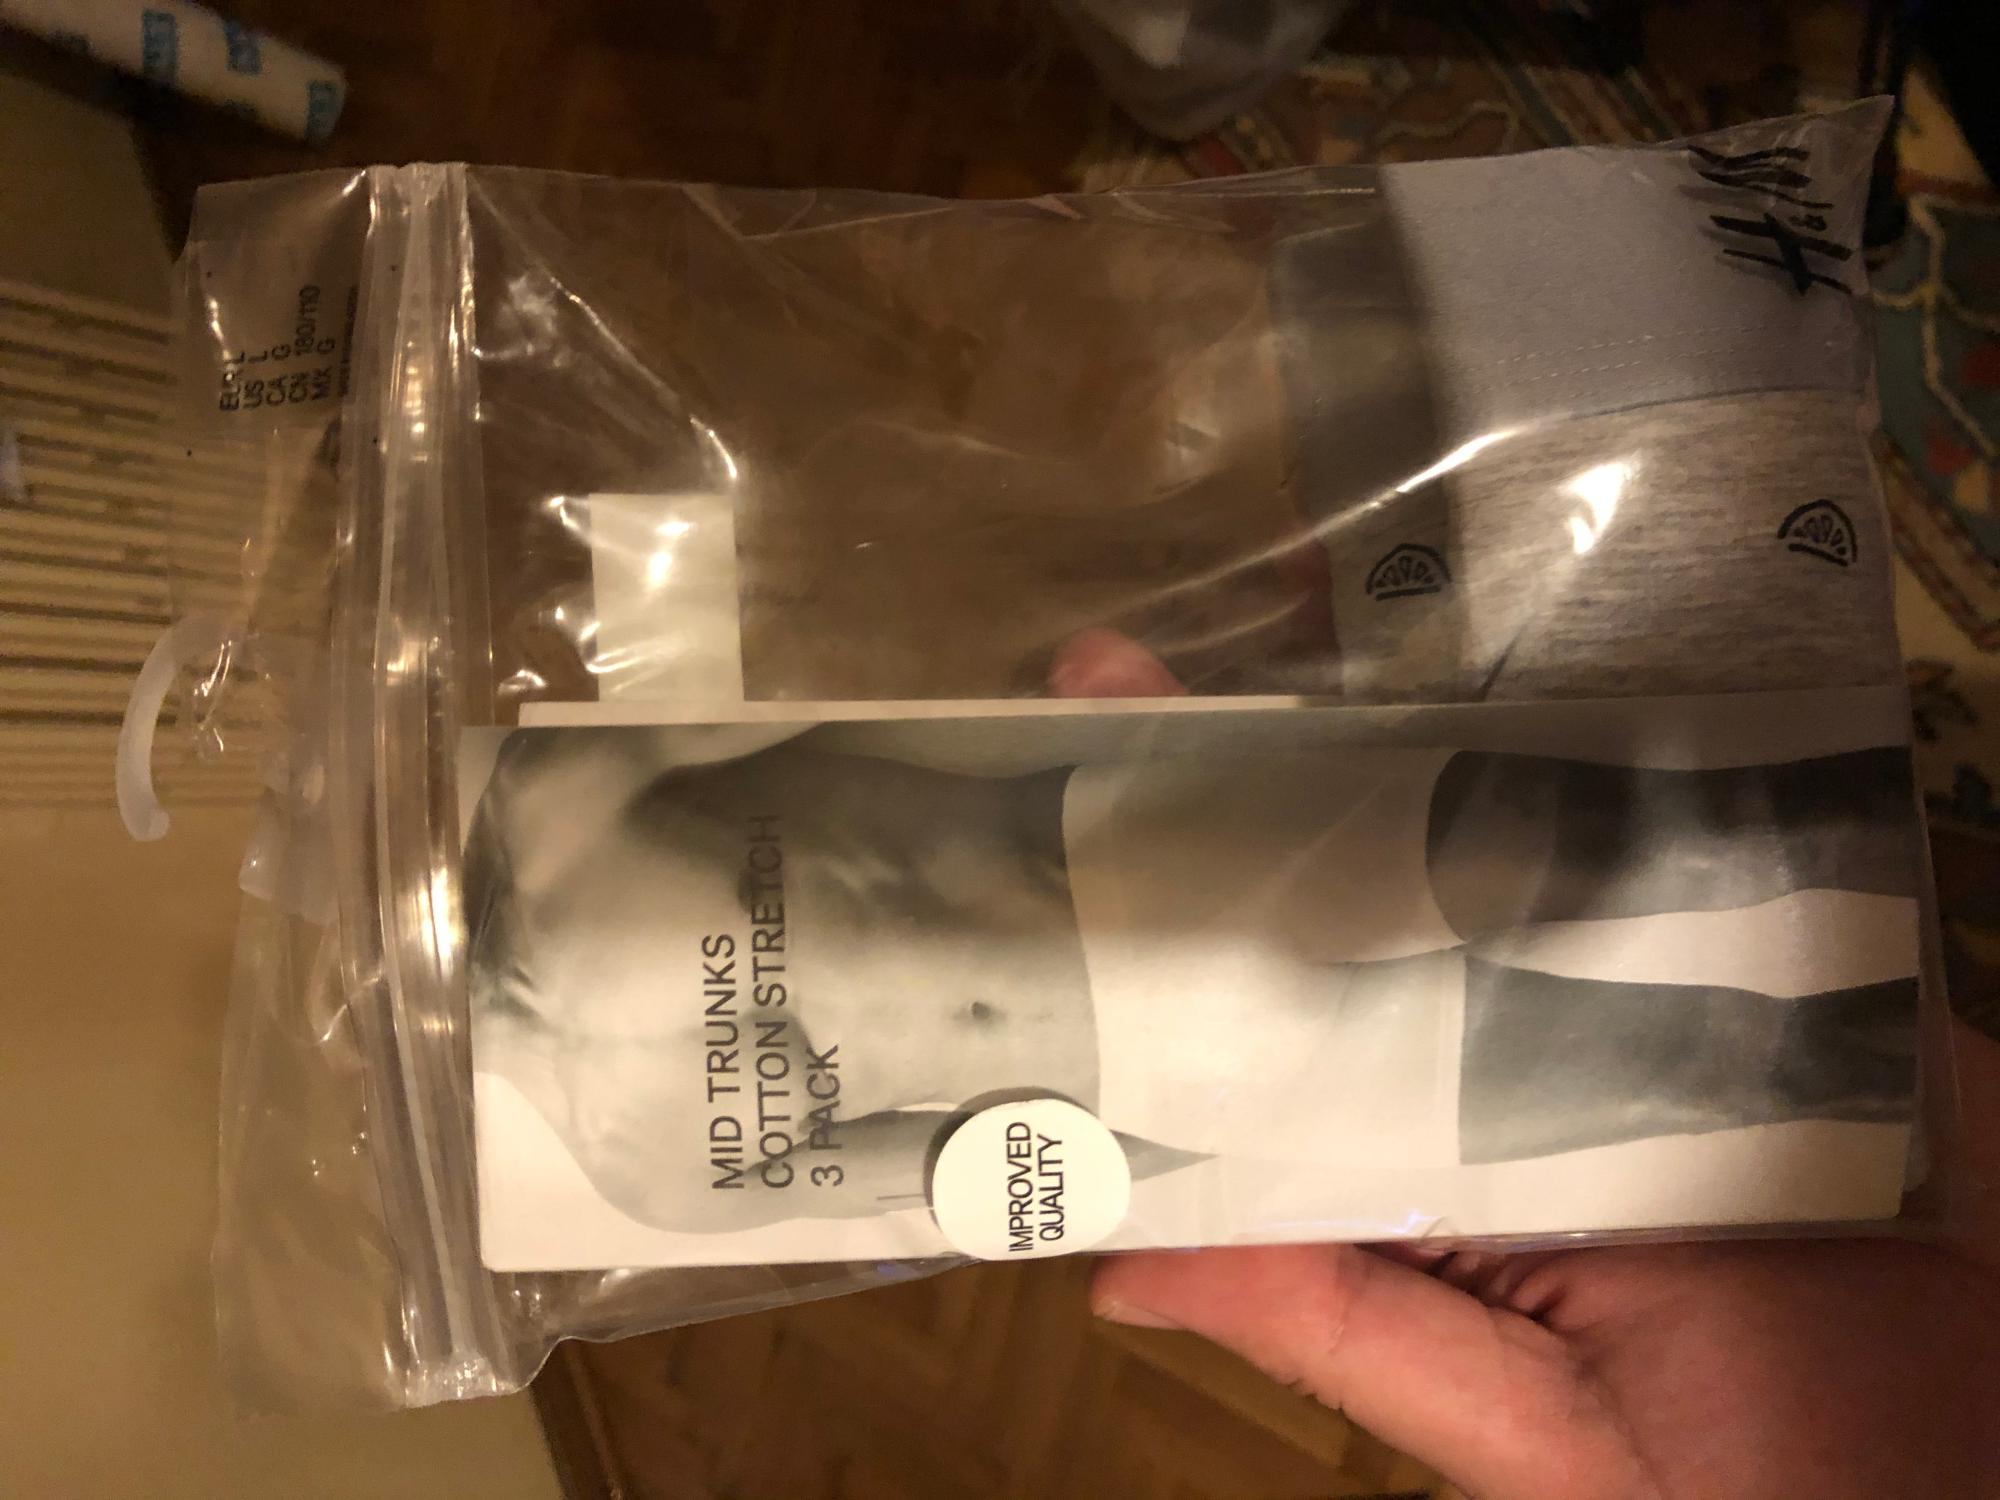 EUR L
US L
CA G
CN 180/110
MX G
H&M
MID TRUNKS
COTTON STRETCH
3 PACK
IMPROVED
QUALITY